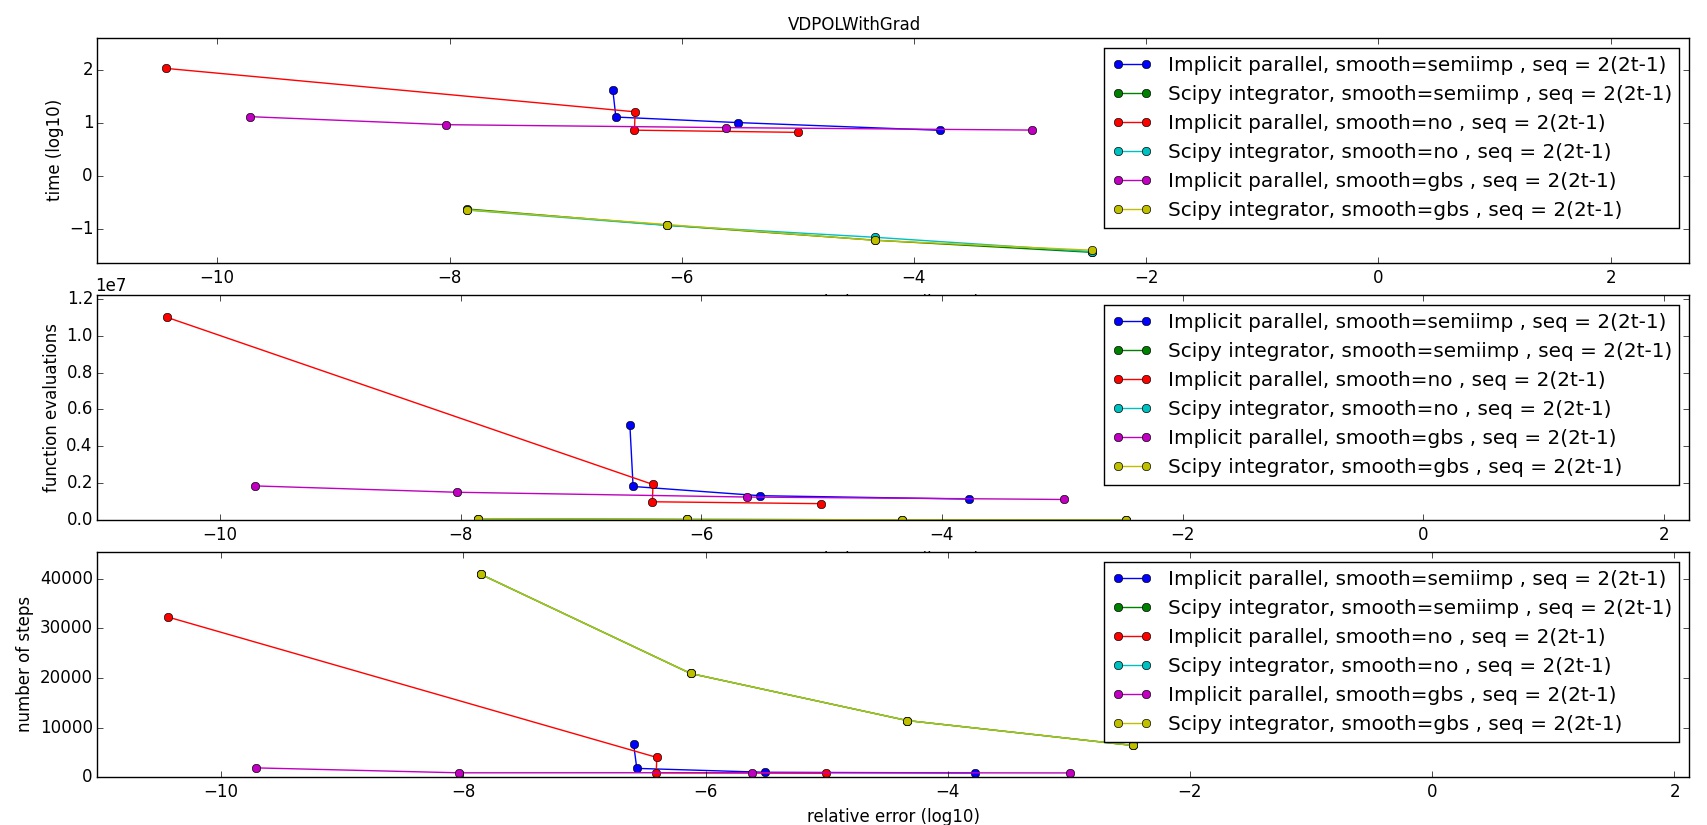 VDPOLWithGrad
time (log10)
2
1
0
−1
−10
−8
−6
−4
−2
0
2
Implicit parallel, smooth=semiimp , seq = 2(2t-1)
Scipy integrator, smooth=semiimp , seq = 2(2t-1)
Implicit parallel, smooth=no , seq = 2(2t-1)
Scipy integrator, smooth=no , seq = 2(2t-1)
Implicit parallel, smooth=gbs , seq = 2(2t-1)
Scipy integrator, smooth=gbs , seq = 2(2t-1)
1e7
function evaluations
1.2
1.0
0.8
0.6
0.4
0.2
0.0
−10
−8
−6
−4
−2
0
2
Implicit parallel, smooth=semiimp , seq = 2(2t-1)
Scipy integrator, smooth=semiimp , seq = 2(2t-1)
Implicit parallel, smooth=no , seq = 2(2t-1)
Scipy integrator, smooth=no , seq = 2(2t-1)
Implicit parallel, smooth=gbs , seq = 2(2t-1)
Scipy integrator, smooth=gbs , seq = 2(2t-1)
number of steps
40000
30000
20000
10000
0
−10
−8
−6
−4
−2
0
2
Implicit parallel, smooth=semiimp , seq = 2(2t-1)
Scipy integrator, smooth=semiimp , seq = 2(2t-1)
Implicit parallel, smooth=no , seq = 2(2t-1)
Scipy integrator, smooth=no , seq = 2(2t-1)
Implicit parallel, smooth=gbs , seq = 2(2t-1)
Scipy integrator, smooth=gbs , seq = 2(2t-1)
relative error (log10)